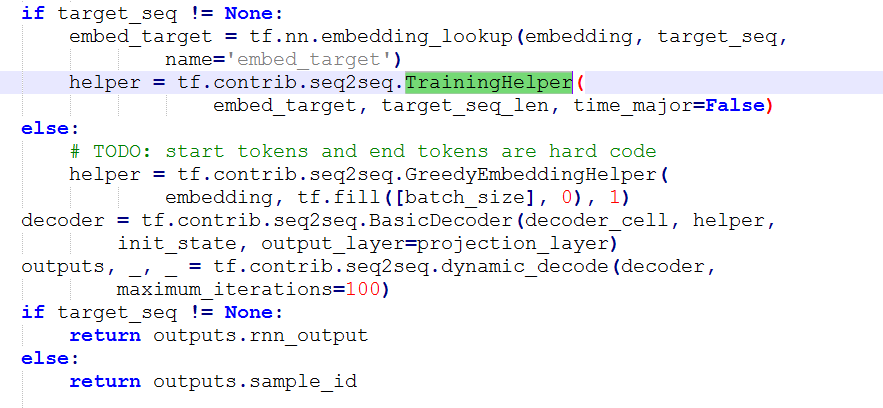 if target_seq != None:
    embed_target = tf.nn.embedding_lookup(embedding, target_seq,
            name='embed_target')
    helper = tf.contrib.seq2seq.TrainingHelper(
                embed_target, target_seq_len, time_major=False)
else:
    # TODO: start tokens and end tokens are hard code
    helper = tf.contrib.seq2seq.GreedyEmbeddingHelper(
            embedding, tf.fill([batch_size], 0), 1)
decoder = tf.contrib.seq2seq.BasicDecoder(decoder_cell, helper,
        init_state, output_layer=projection_layer)
outputs, _, _ = tf.contrib.seq2seq.dynamic_decode(decoder,
        maximum_iterations=100)
if target_seq != None:
    return outputs.rnn_output
else:
    return outputs.sample_id